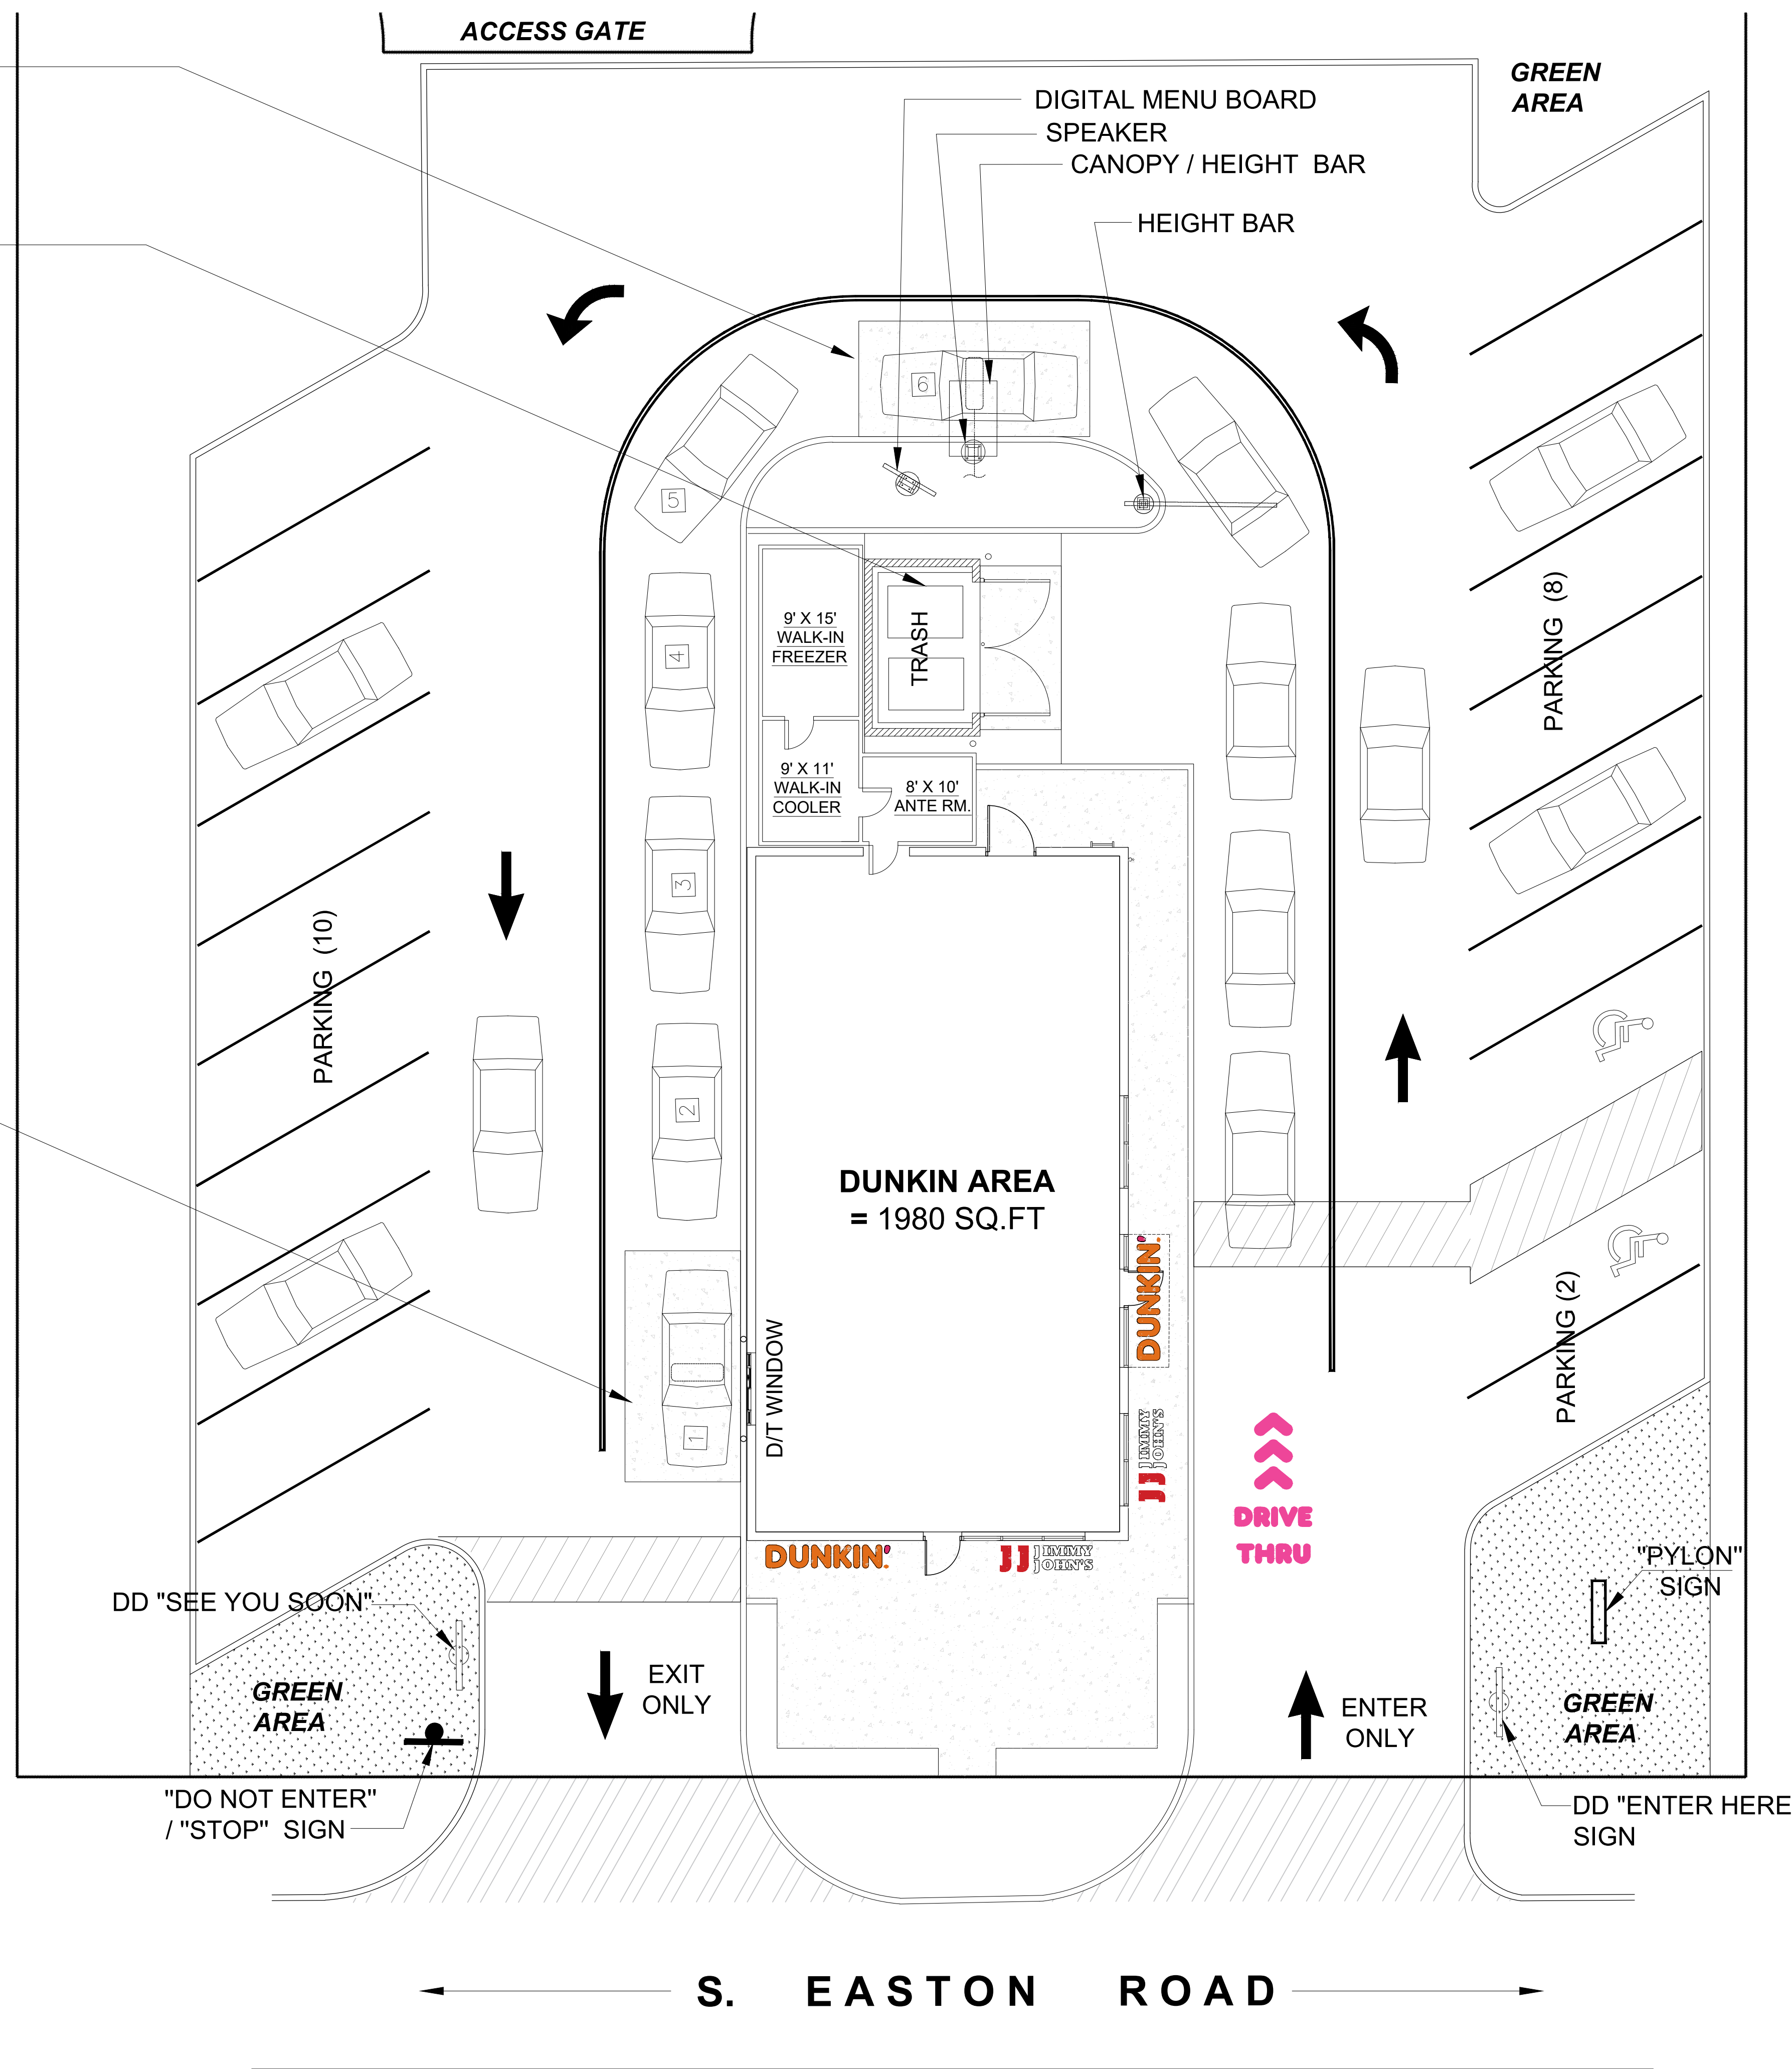 ACCESS GATE
GREEN
AREA
DIGITAL MENU BOARD
SPEAKER
CANOPY / HEIGHT BAR
HEIGHT BAR
6
5
4
9' X 15'
WALK-IN
FREEZER
TRASH
PARKING (8)
9' X 11'
WALK-IN
COOLER
8' X 10'
ANTE RM.
3
PARKING (10)
2
DUNKIN AREA
= 1980 SQ.FT
DUNKIN'
PARKING (2)
D/T WINDOW
1
JJ JIMMY
JOHN'S
DRIVE
THRU
DUNKIN'
JJ JIMMY
JOHN'S
"PYLON"
SIGN
DD "SEE YOU SOON"
EXIT
ONLY
GREEN
AREA
ENTER
ONLY
GREEN
AREA
"DO NOT ENTER"
/ "STOP" SIGN
DD "ENTER HERE
SIGN
S. EASTON ROAD